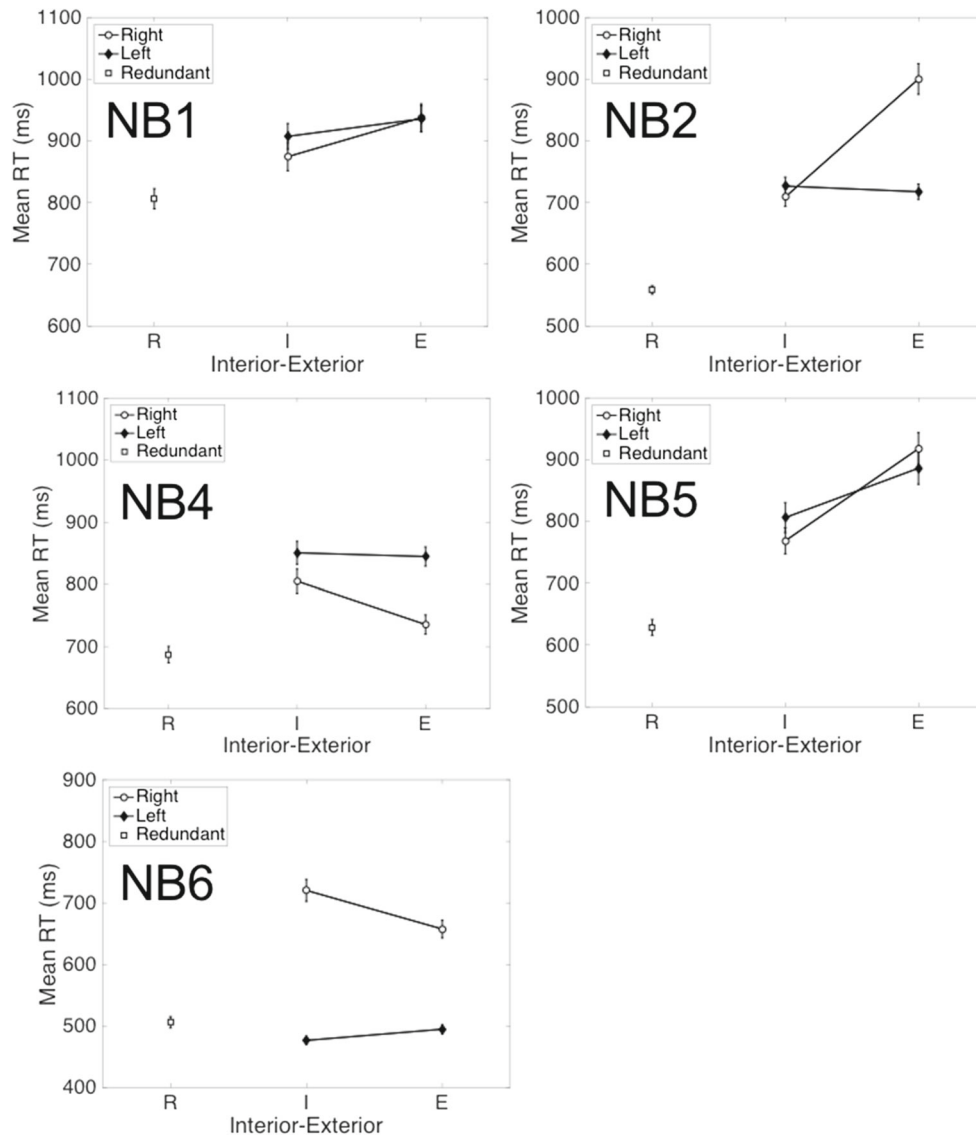 1100
1000
900
800
700
600
Mean RT (ms)
Right
Left
Redundant
NB1
R I E
Interior-Exterior
1000
900
800
700
600
500
Mean RT (ms)
Right
Left
Redundant
NB2
R I E
Interior-Exterior
1100
1000
900
800
700
600
Mean RT (ms)
Right
Left
Redundant
NB4
R I E
Interior-Exterior
1000
900
800
700
600
500
Mean RT (ms)
Right
Left
Redundant
NB5
R I E
Interior-Exterior
900
800
700
600
500
400
Mean RT (ms)
Right
Left
Redundant
NB6
R I E
Interior-Exterior